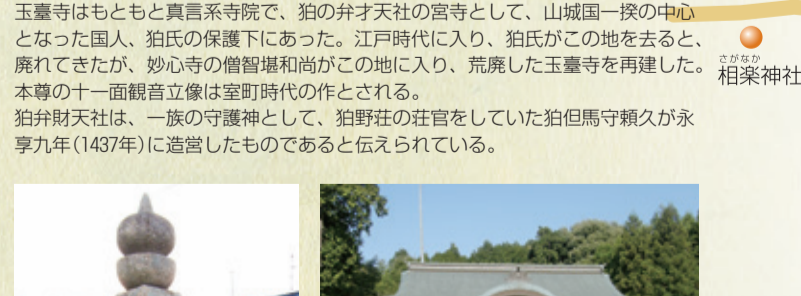 玉臺寺はもともと真言系寺院で、狛の弁才天社の宮寺として、山城国一揆の中心
となった国人、狛氏の保護下にあった。江戸時代に入り、狛氏がこの地を去ると、
廃れてきたが、妙心寺の僧智堪和尚がこの地に入り、荒廃した玉臺寺を再建した。
本尊の十一面観音立像は室町時代の作とされる。
狛弁財天社は、一族の守護神として、狛野荘の荘官をしていた狛但馬守頼久が永
享九年(1437年)に造営したものであると伝えられている。
さがなか
相楽神社